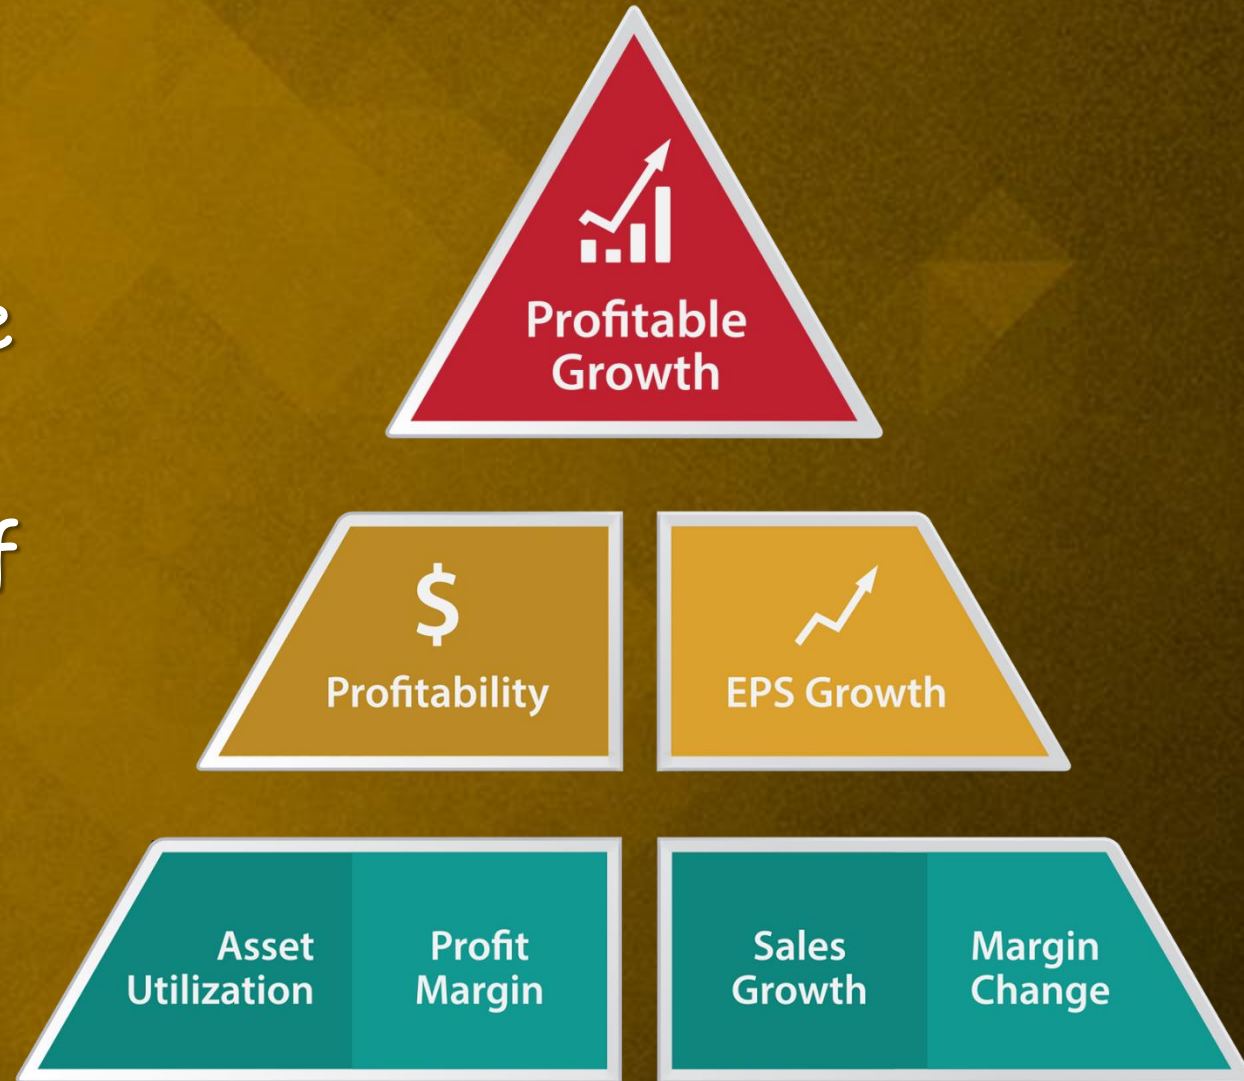 Profitable
Growth
$
Profitability
EPS Growth
Asset
Utilization
Profit
Margin
Sales
Growth
Margin
Change